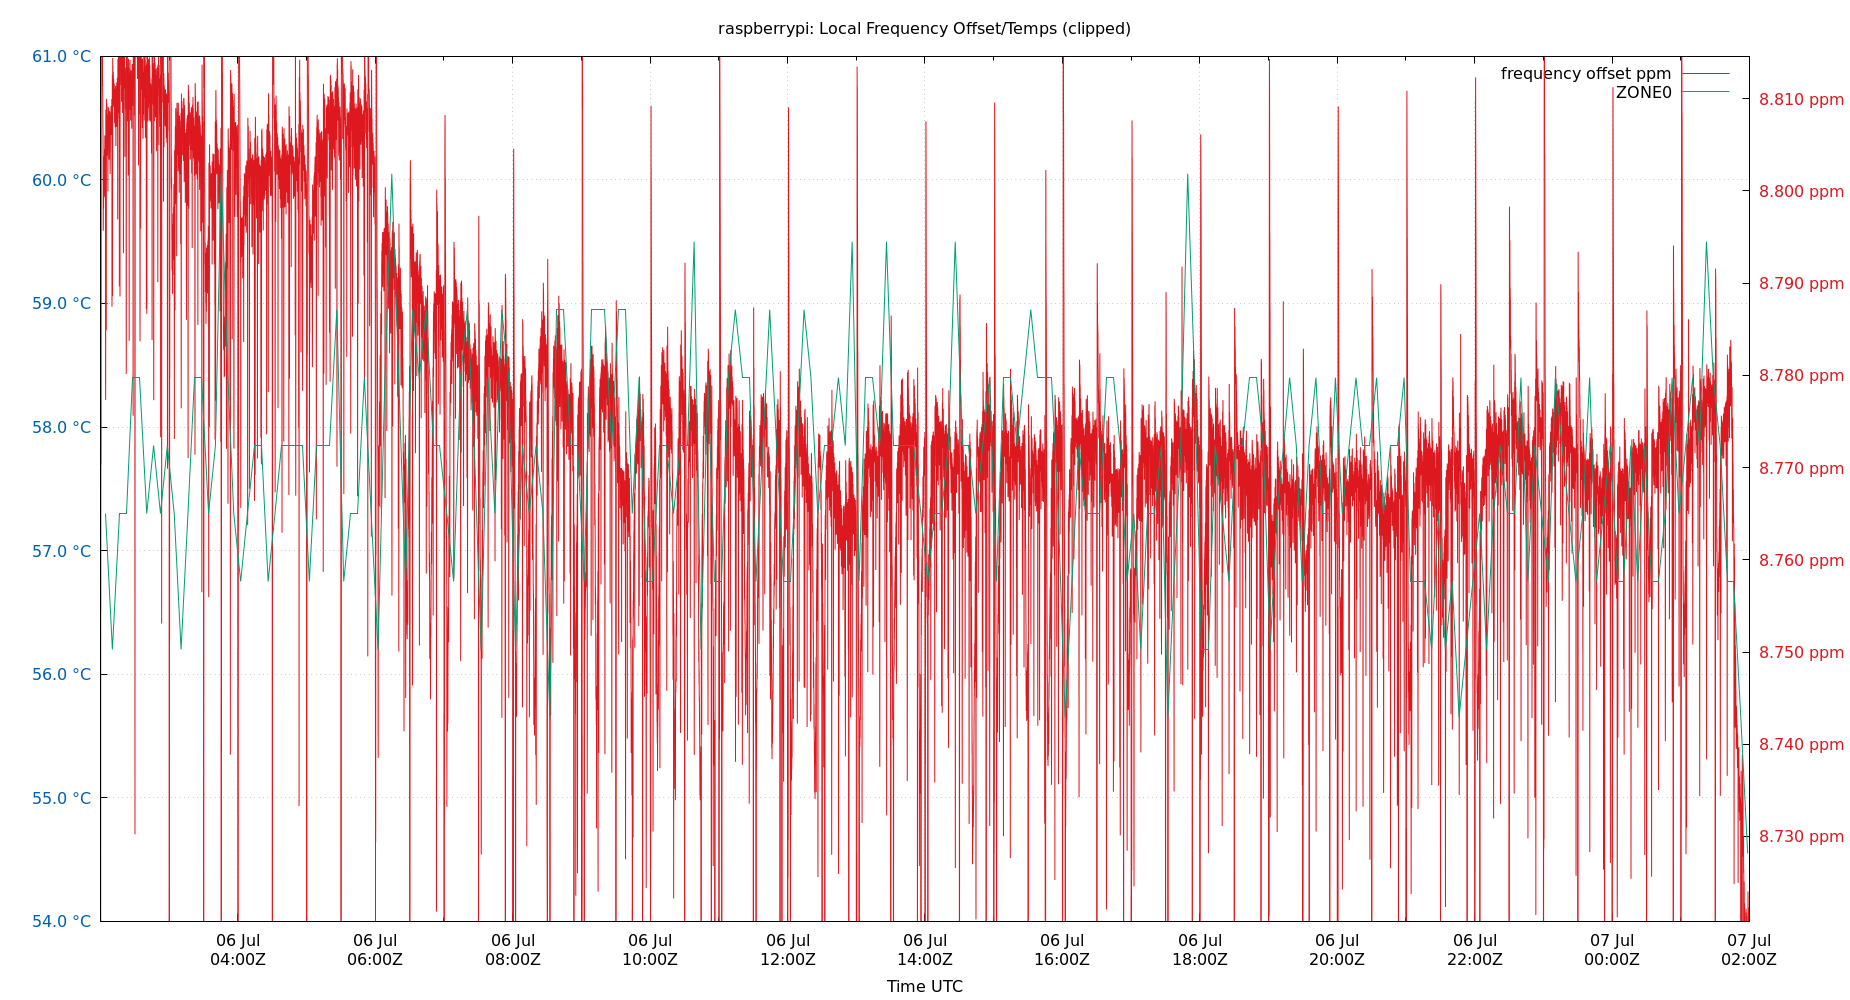 raspberrypi: Local Frequency Offset/Temps (clipped)
61.0 °C
60.0 °C
59.0 °C
58.0 °C
57.0 °C
56.0 °C
55.0 °C
54.0 °C
frequency offset ppm
ZONE0
8.810 ppm
8.800 ppm
8.790 ppm
8.780 ppm
8.770 ppm
8.760 ppm
8.750 ppm
8.740 ppm
8.730 ppm
06 Jul
04:00Z
06 Jul
06:00Z
06 Jul
08:00Z
06 Jul
10:00Z
06 Jul
12:00Z
06 Jul
14:00Z
06 Jul
16:00Z
06 Jul
18:00Z
06 Jul
20:00Z
06 Jul
22:00Z
07 Jul
00:00Z
07 Jul
02:00Z
Time UTC